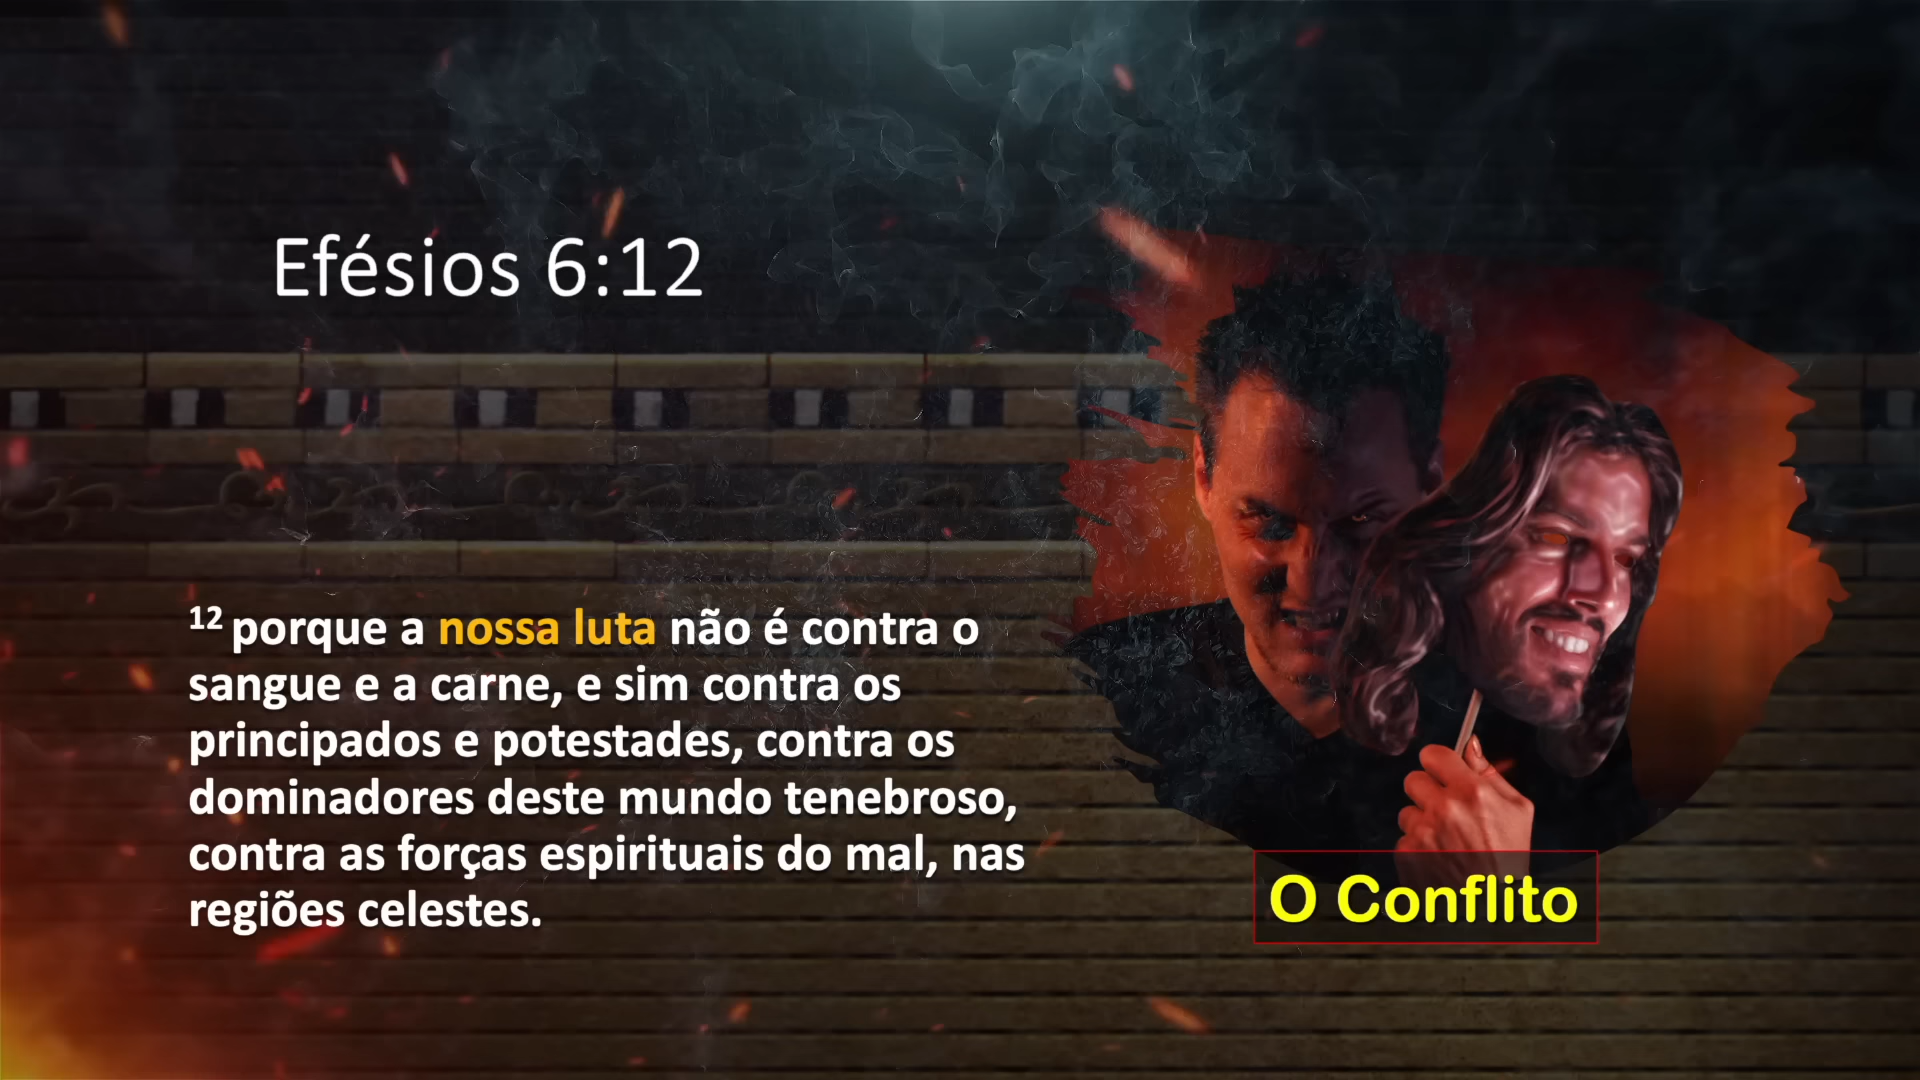 Efésios 6:12
12 porque a nossa luta não é contra o
sangue e a carne, e sim contra os
principados e potestades, contra os
dominadores deste mundo tenebroso,
contra as forças espirituais do mal, nas
regiões celestes.
O Conflito